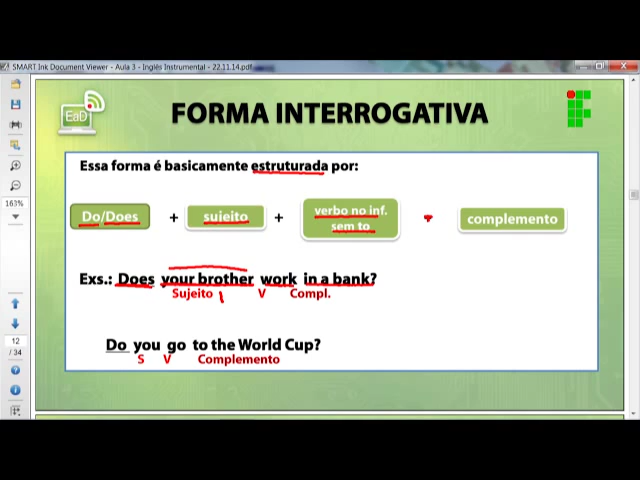 SMART Ink Document Viewer - Aula 3 - Inglês Instrumental - 22.11.14.pdf
EaD
FORMA INTERROGATIVA
Essa forma é basicamente estruturada por:
Do/Does + sujeito + verbo no inf. sem to + complemento
Exs.: Does your brother work in a bank?
Sujeito V Compl.
Do you go to the World Cup?
S V Complemento
163%
12
/ 34